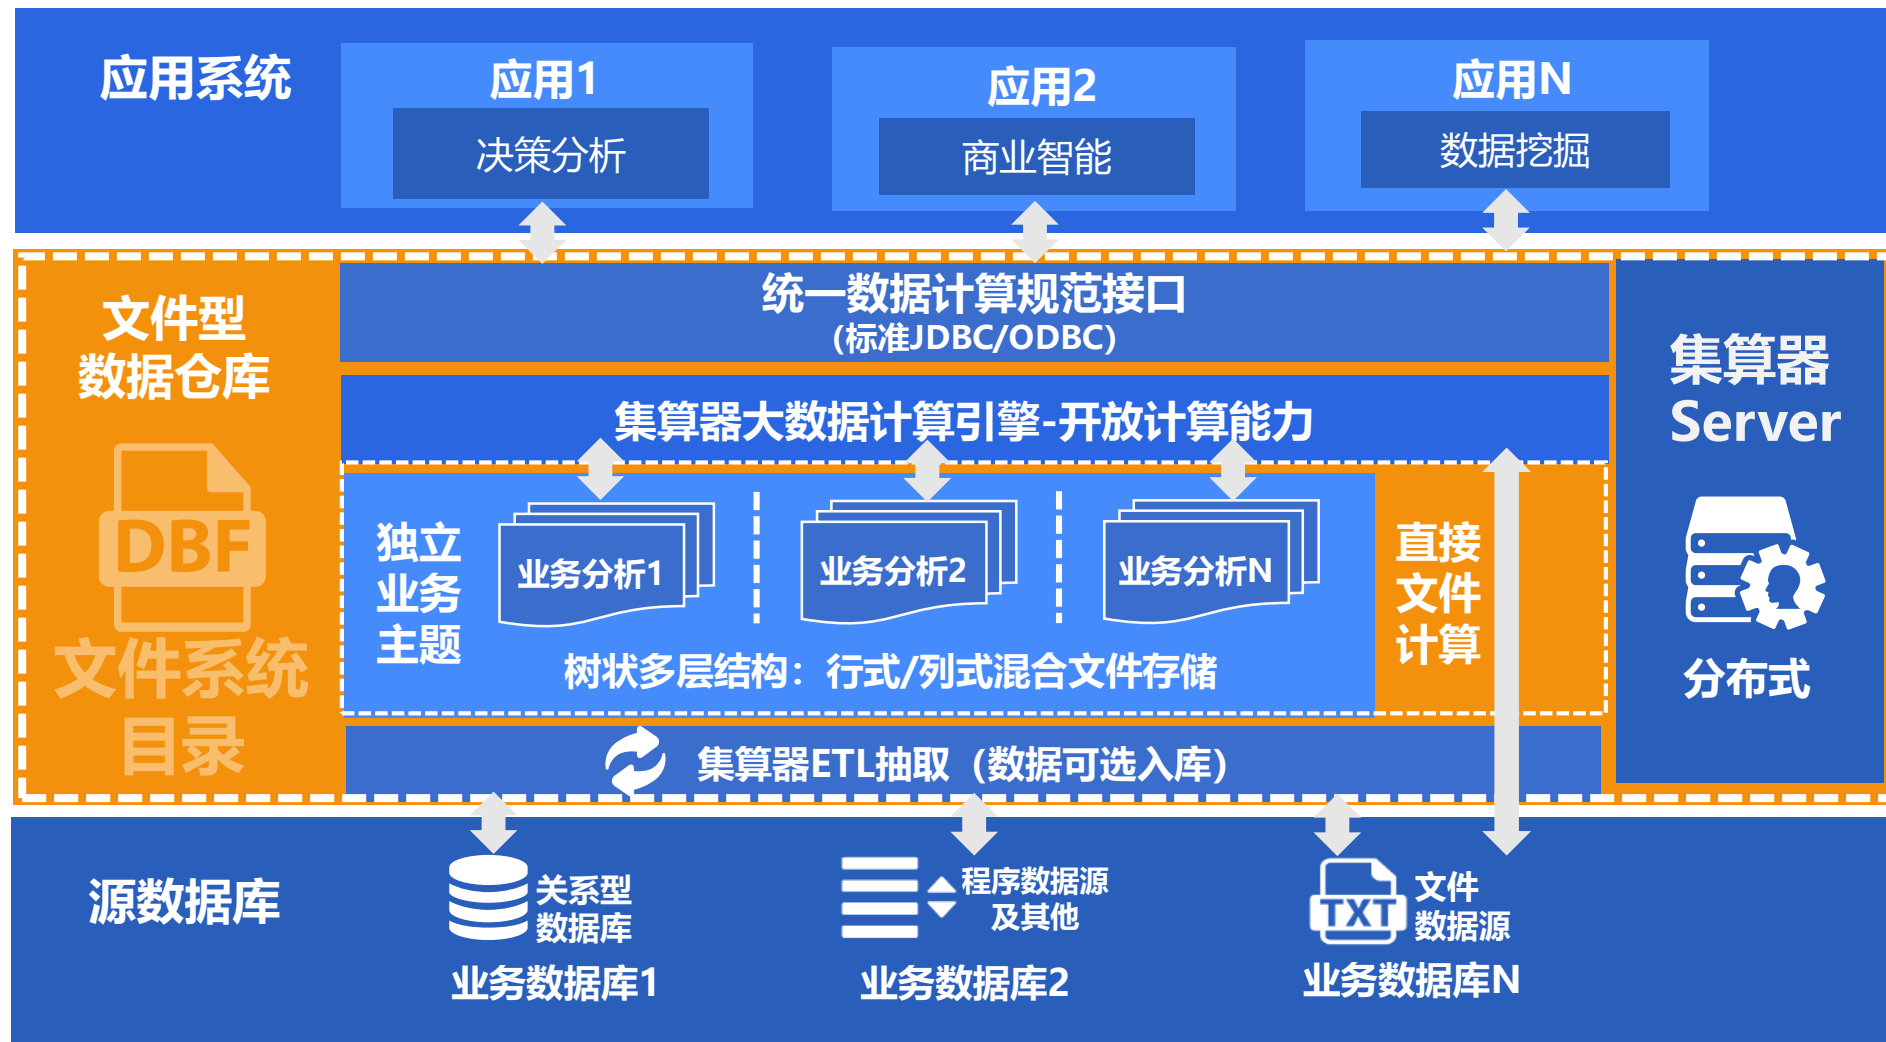 应用系统
应用1
决策分析
应用2
商业智能
应用N
数据挖掘
文件型
数据仓库
DBF
文件系统
目录
统一数据计算规范接口
(标准JDBC/ODBC)
集算器大数据计算引擎-开放计算能力
独立
业务
主题
业务分析1
业务分析2
业务分析N
树状多层结构：行式/列式混合文件存储
直接
文件
计算
集算器ETL抽取（数据可选入库）
集算器
Server
分布式
源数据库
关系型
数据库
业务数据库1
程序数据源
及其他
业务数据库2
TXT
文件
数据源
业务数据库N